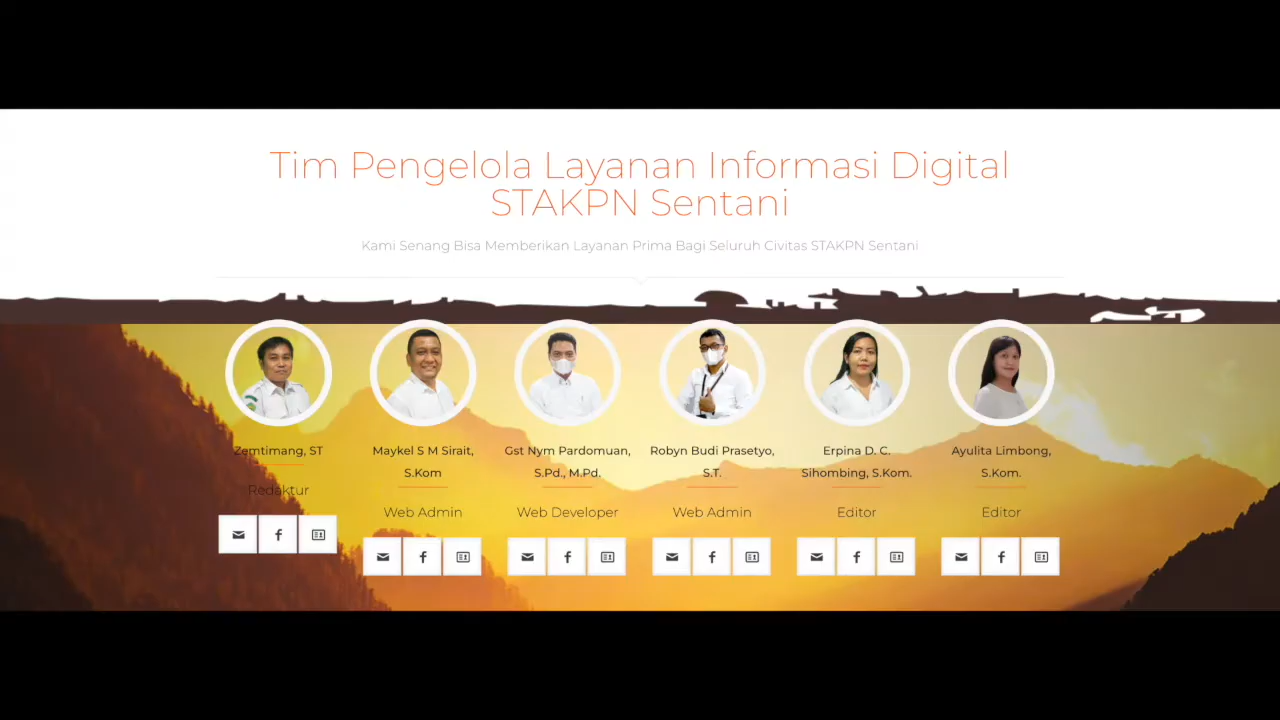 Tim Pengelola Layanan Informasi Digital
STAKPN Sentani
Kami Senang Bisa Memberikan Layanan Prima Bagi Seluruh Civitas STAKPN Sentani
Zemtimang, ST
Redaktur
Maykel S M Sirait,
S.Kom
Web Admin
Gst Nym Pardomuan,
S.Pd., M.Pd.
Web Developer
Robyn Budi Prasetyo,
S.T.
Web Admin
Erpina D. C.
Sihombing, S.Kom.
Editor
Ayulita Limbong,
S.Kom.
Editor